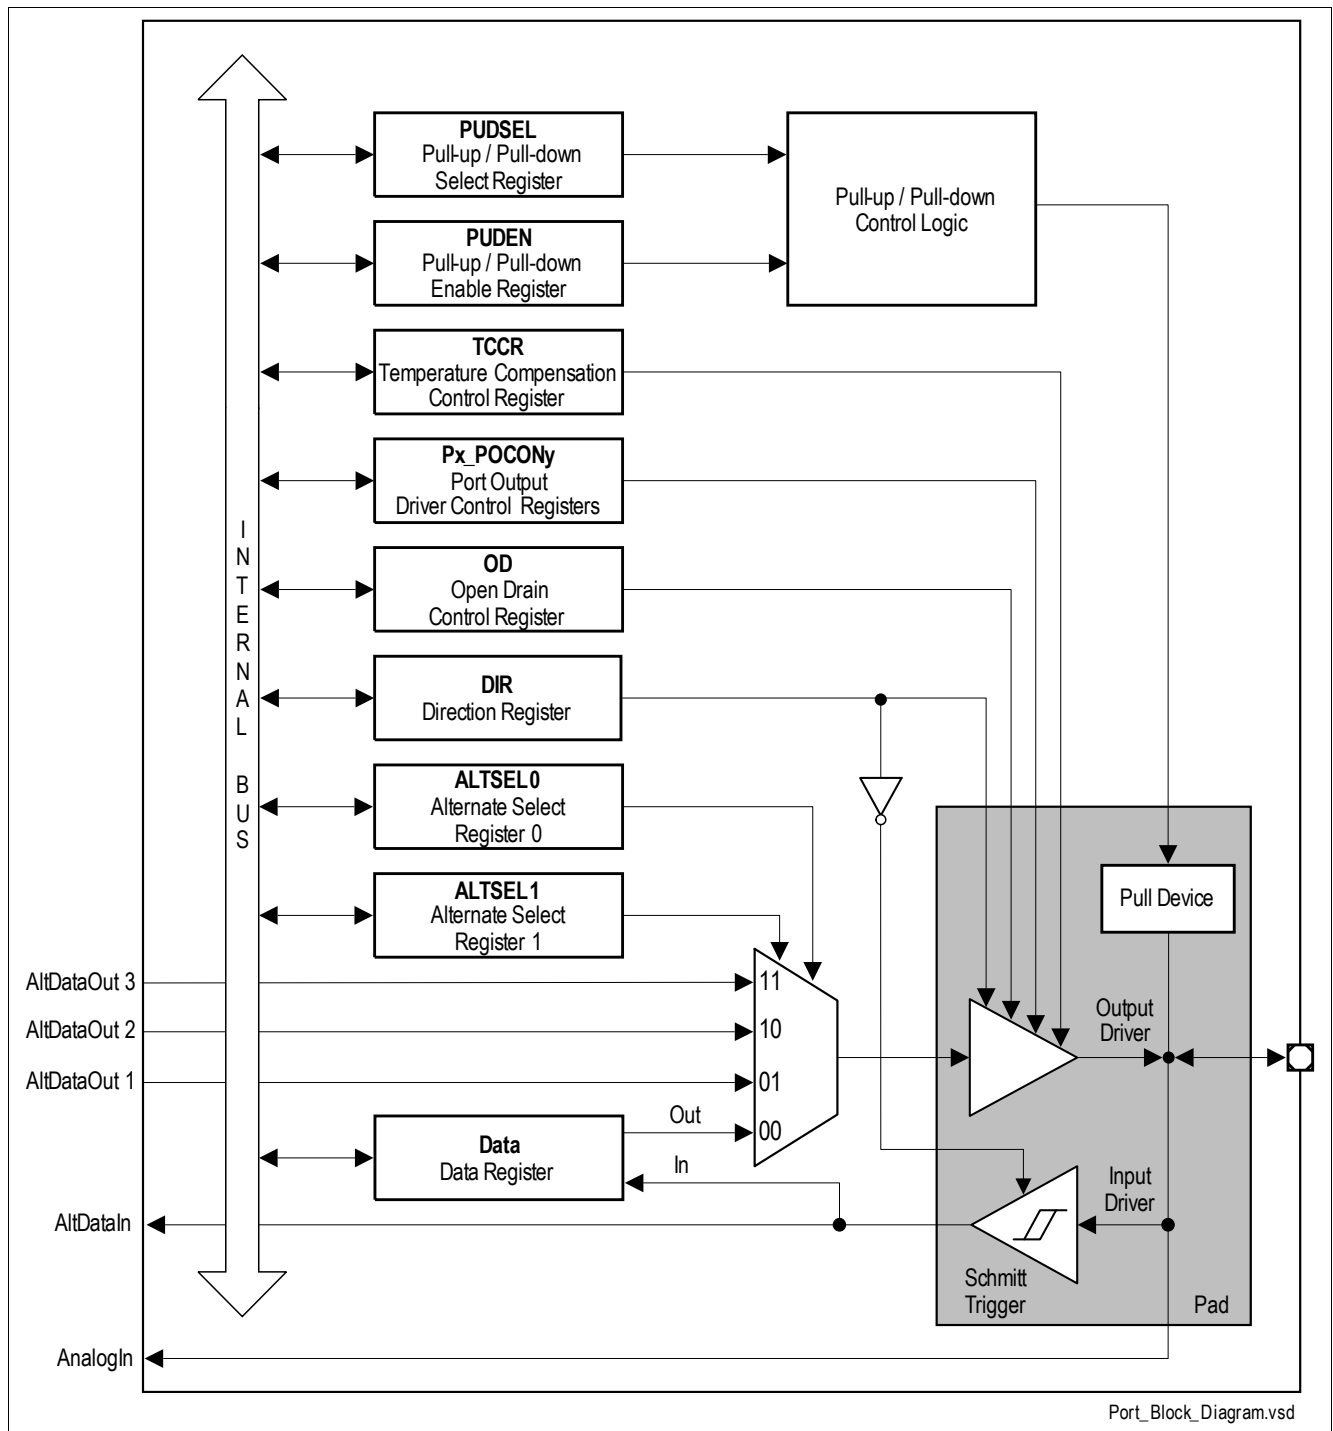 PUDSEL
Pull-up / Pull-down
Select Register
Pull-up / Pull-down
Control Logic
PUDEN
Pull-up / Pull-down
Enable Register
TCCR
Temperature Compensation
Control Register
Px_POCONy
Port Output
Driver Control Registers
OD
Open Drain
Control Register
DIR
Direction Register
INTERNAL BUS
ALTSEL0
Alternate Select
Register 0
ALTSEL1
Alternate Select
Register 1
Pull Device
AltDataOut 3
11
AltDataOut 2
10
AltDataOut 1
01
Output
Driver
Out
00
Data
Data Register
In
Input
Driver
AltDataIn
Schmitt
Trigger
Pad
AnalogIn
Port_Block_Diagram.vsd